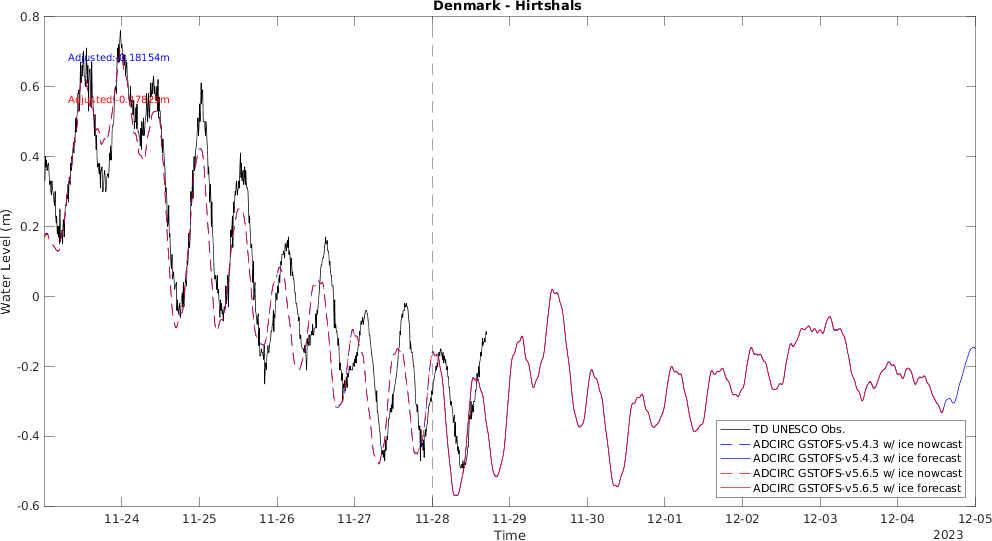 Denmark - Hirtshals
0.8
0.6
0.4
0.2
0
-0.2
-0.4
-0.6
Water Level (m)
11-24
11-25
11-26
11-27
11-28
11-29
11-30
12-01
12-02
12-03
12-04
12-05
Time
2023
TD UNESCO Obs.
ADCIRC GSTOFS-v5.4.3 w/ ice nowcast
ADCIRC GSTOFS-v5.4.3 w/ ice forecast
ADCIRC GSTOFS-v5.6.5 w/ ice nowcast
ADCIRC GSTOFS-v5.6.5 w/ ice forecast